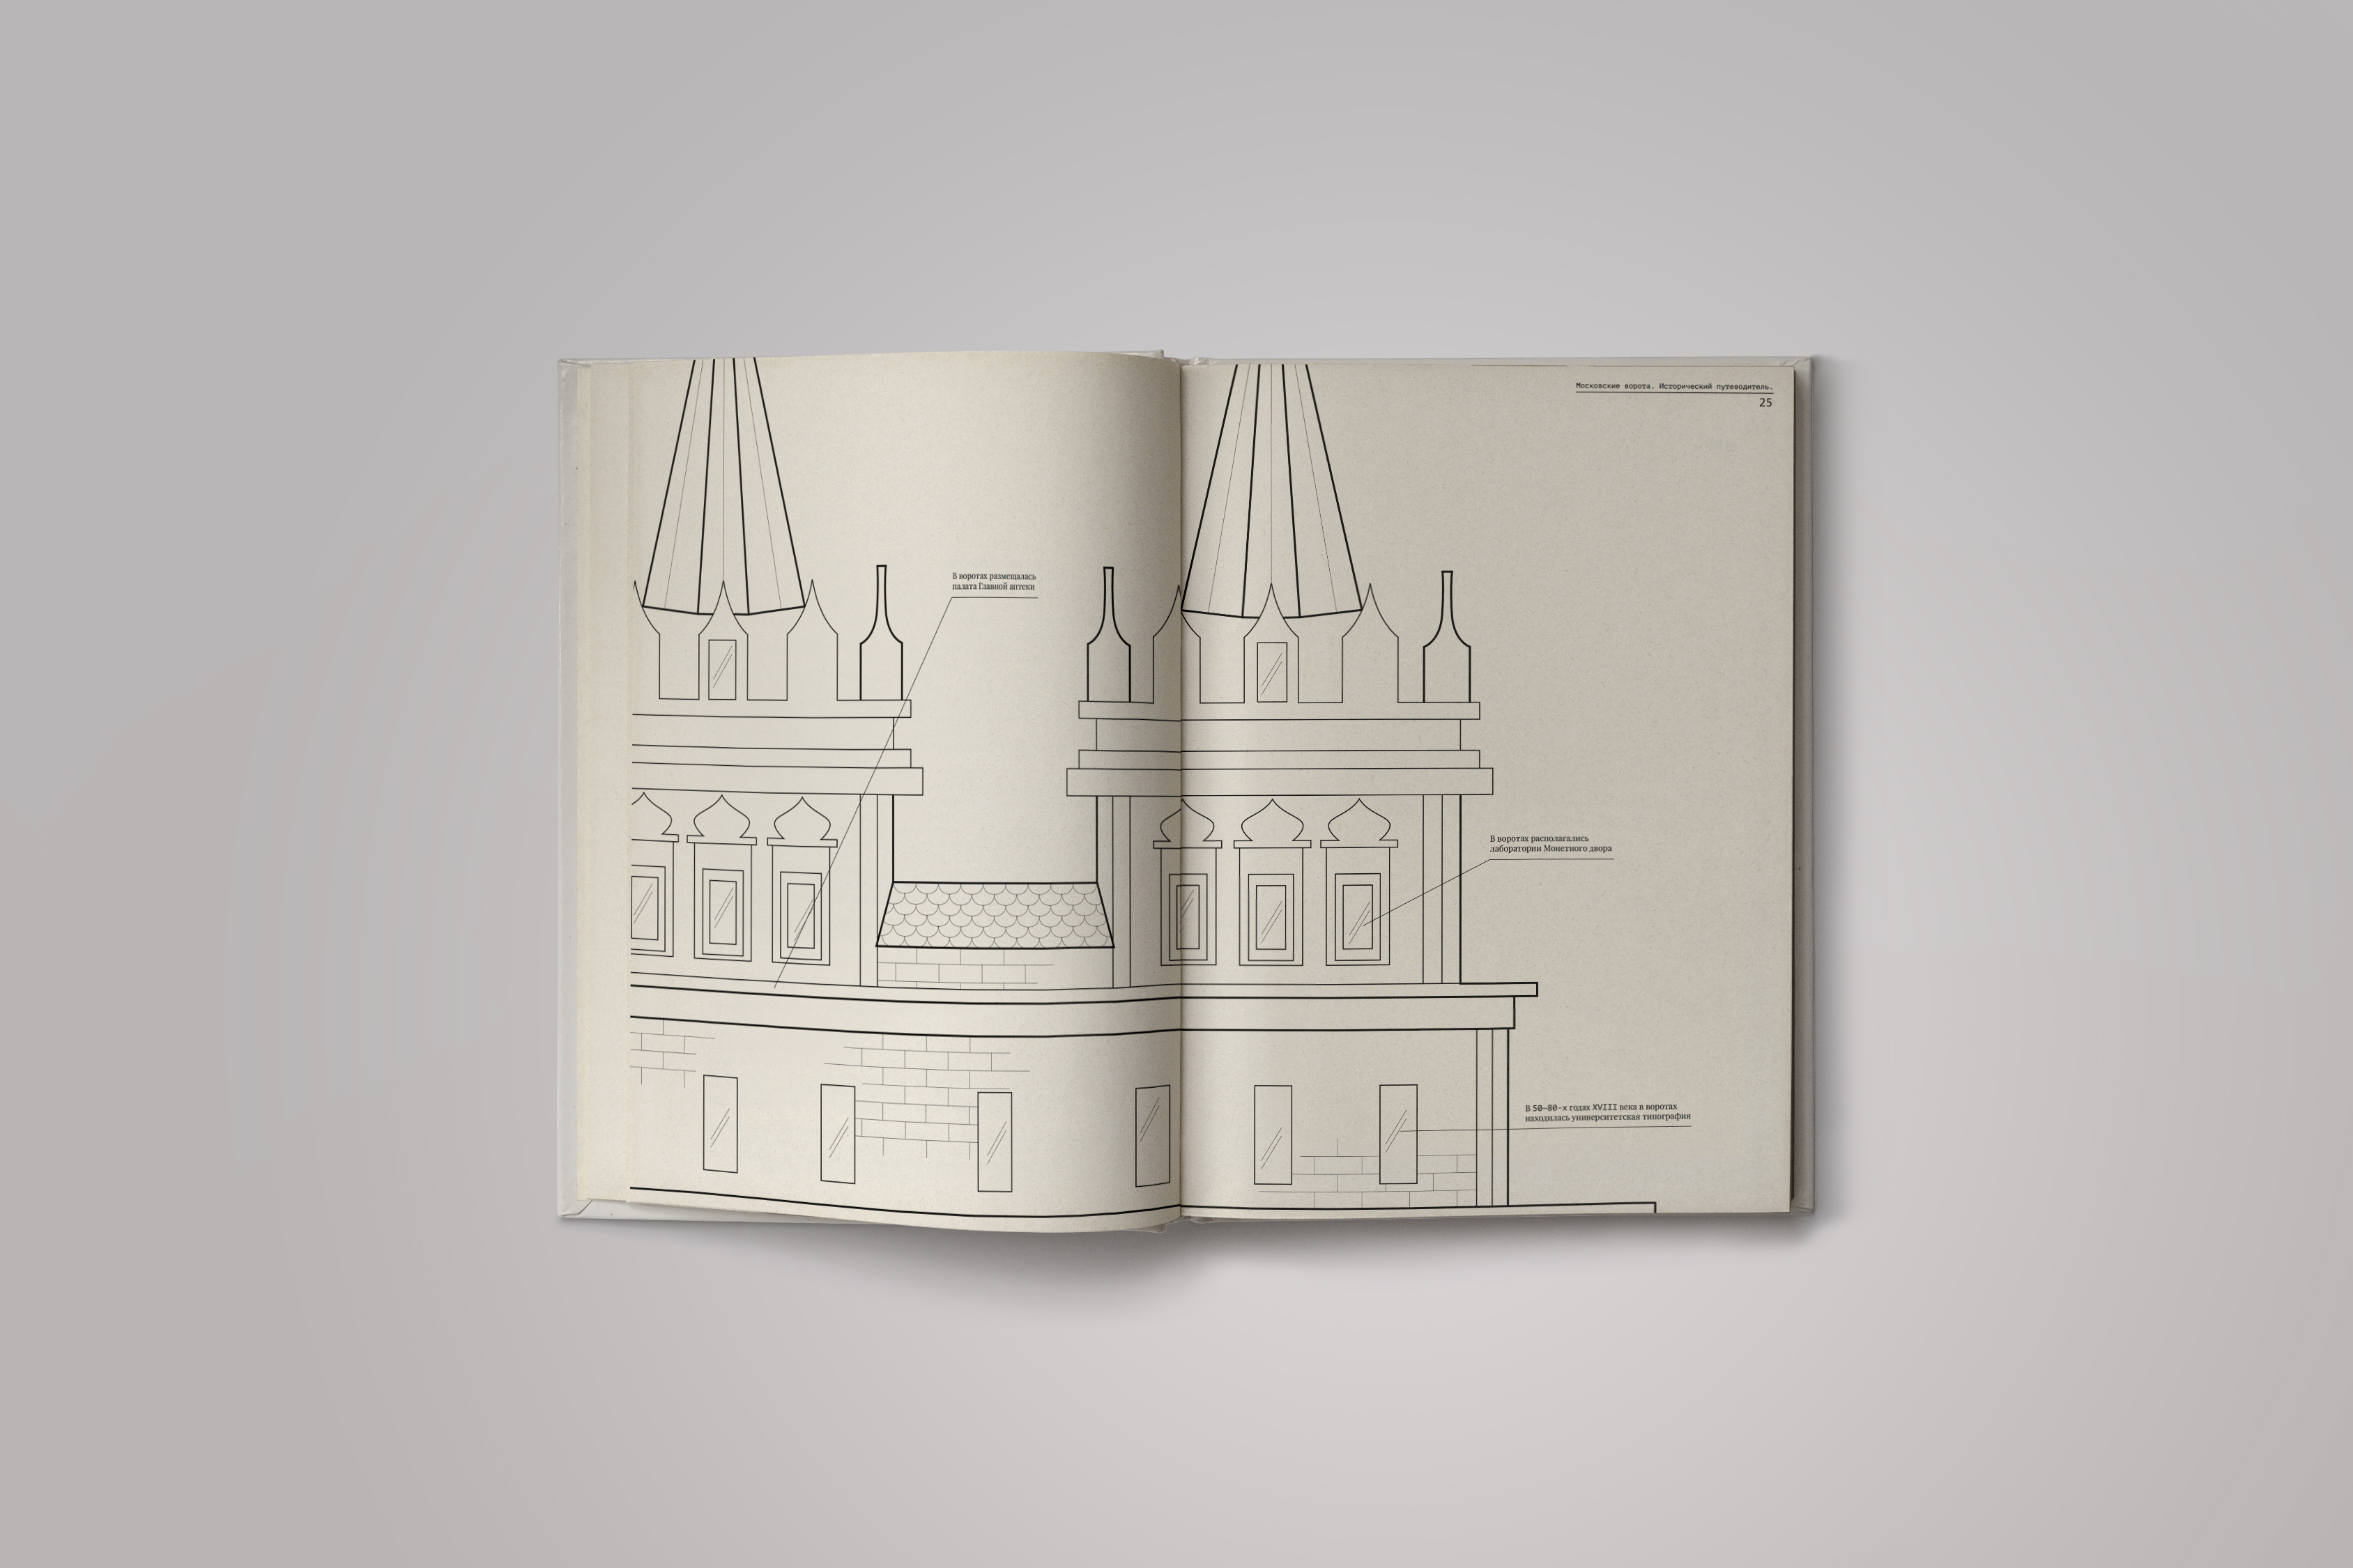 Московские ворота. Исторический путеводитель.
25
В воротах размещалась
палата Главной аптеки
В воротах располагались
лаборатории Монетного двора
В 50–80-х годах XVIII века в воротах
находилась университетская типография